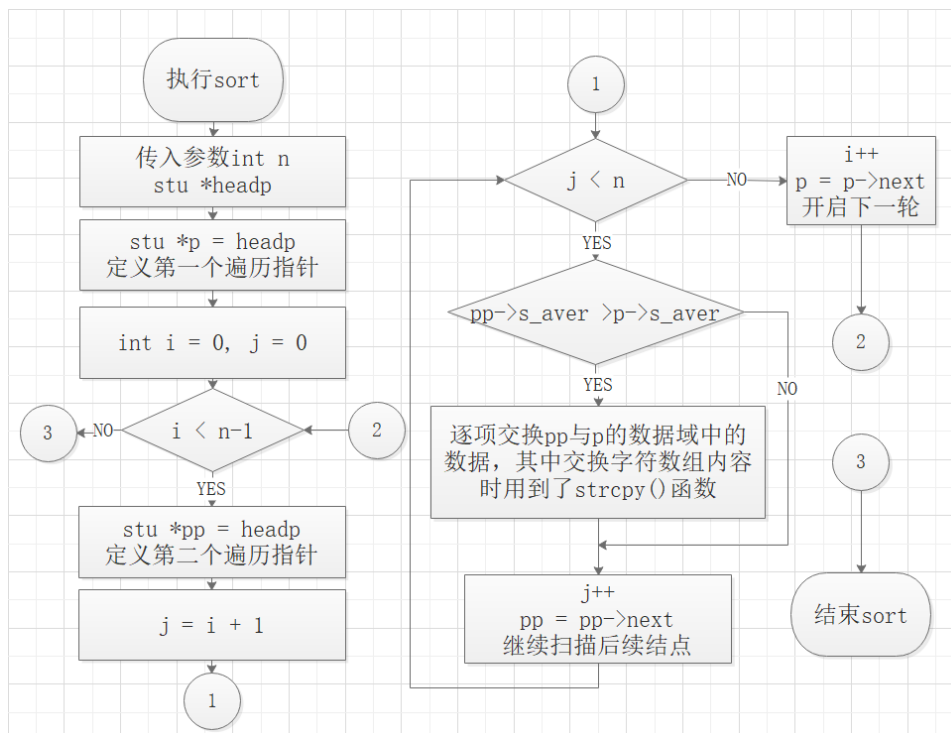 执行sort
传入参数int n
stu *headp
stu *p = headp
定义第一个遍历指针
int i = 0, j = 0
3
NO
i < n-1
2
YES
stu *pp = headp
定义第二个遍历指针
j = i + 1
1
1
j < n
NO
i++
p = p->next
开启下一轮
2
YES
pp->s_aver >p->s_aver
YES
NO
逐项交换pp与p的数据域中的
数据，其中交换字符数组内容
时用到了strcpy()函数
j++
pp = pp->next
继续扫描后续结点
3
结束sort